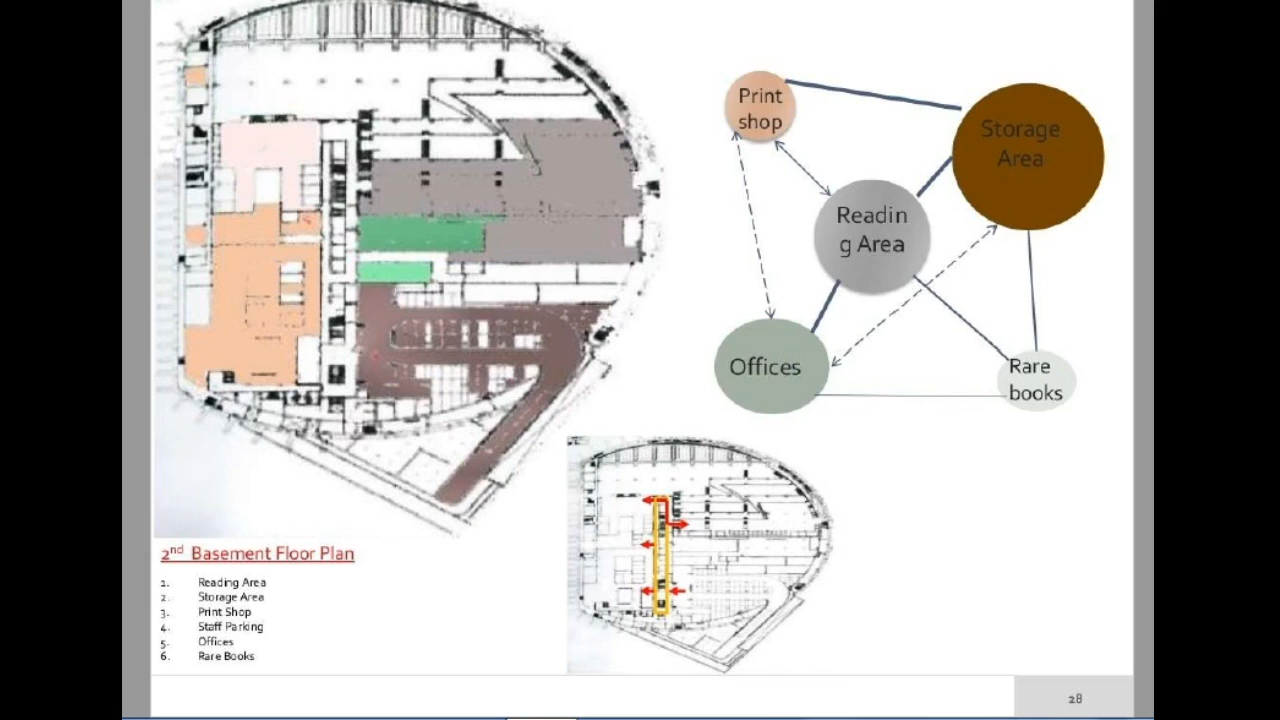 Print
shop
Storage
Area
Readin
g Area
Offices
Rare
books
2nd Basement Floor Plan
1. Reading Area
2. Storage Area
3. Print Shop
4. Staff Parking
5. Offices
6. Rare Books
28